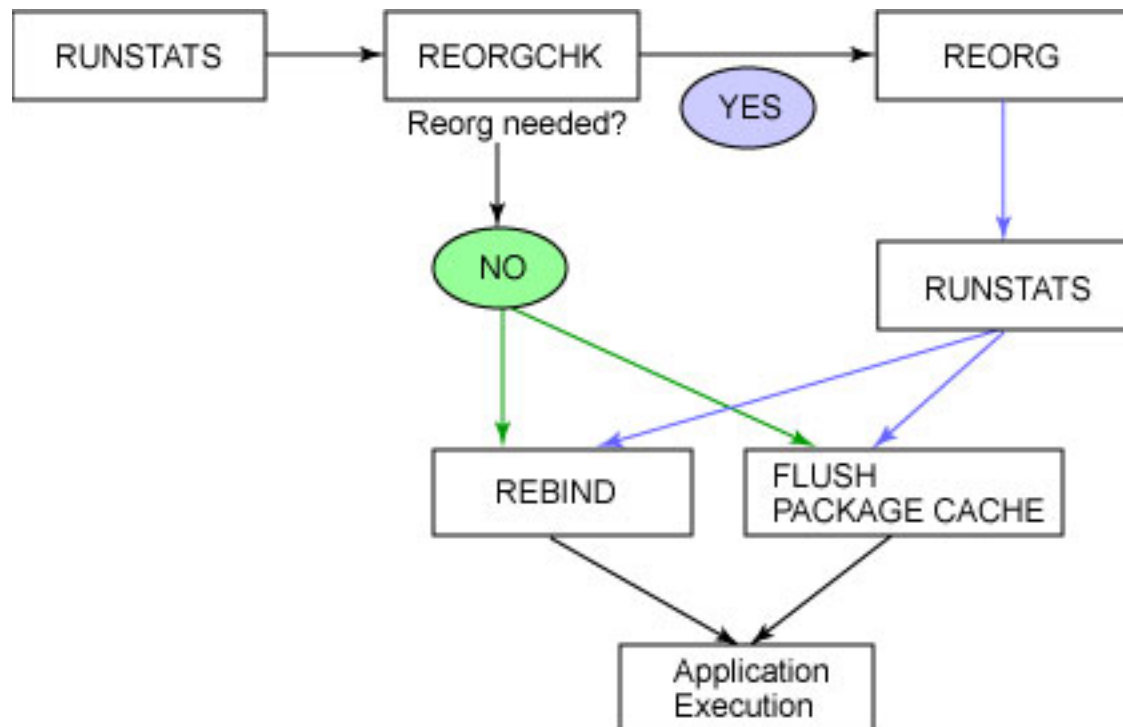 RUNSTATS
REORGCHK
REORG
YES
Reorg needed?
NO
RUNSTATS
REBIND
FLUSH
PACKAGE CACHE
Application
Execution